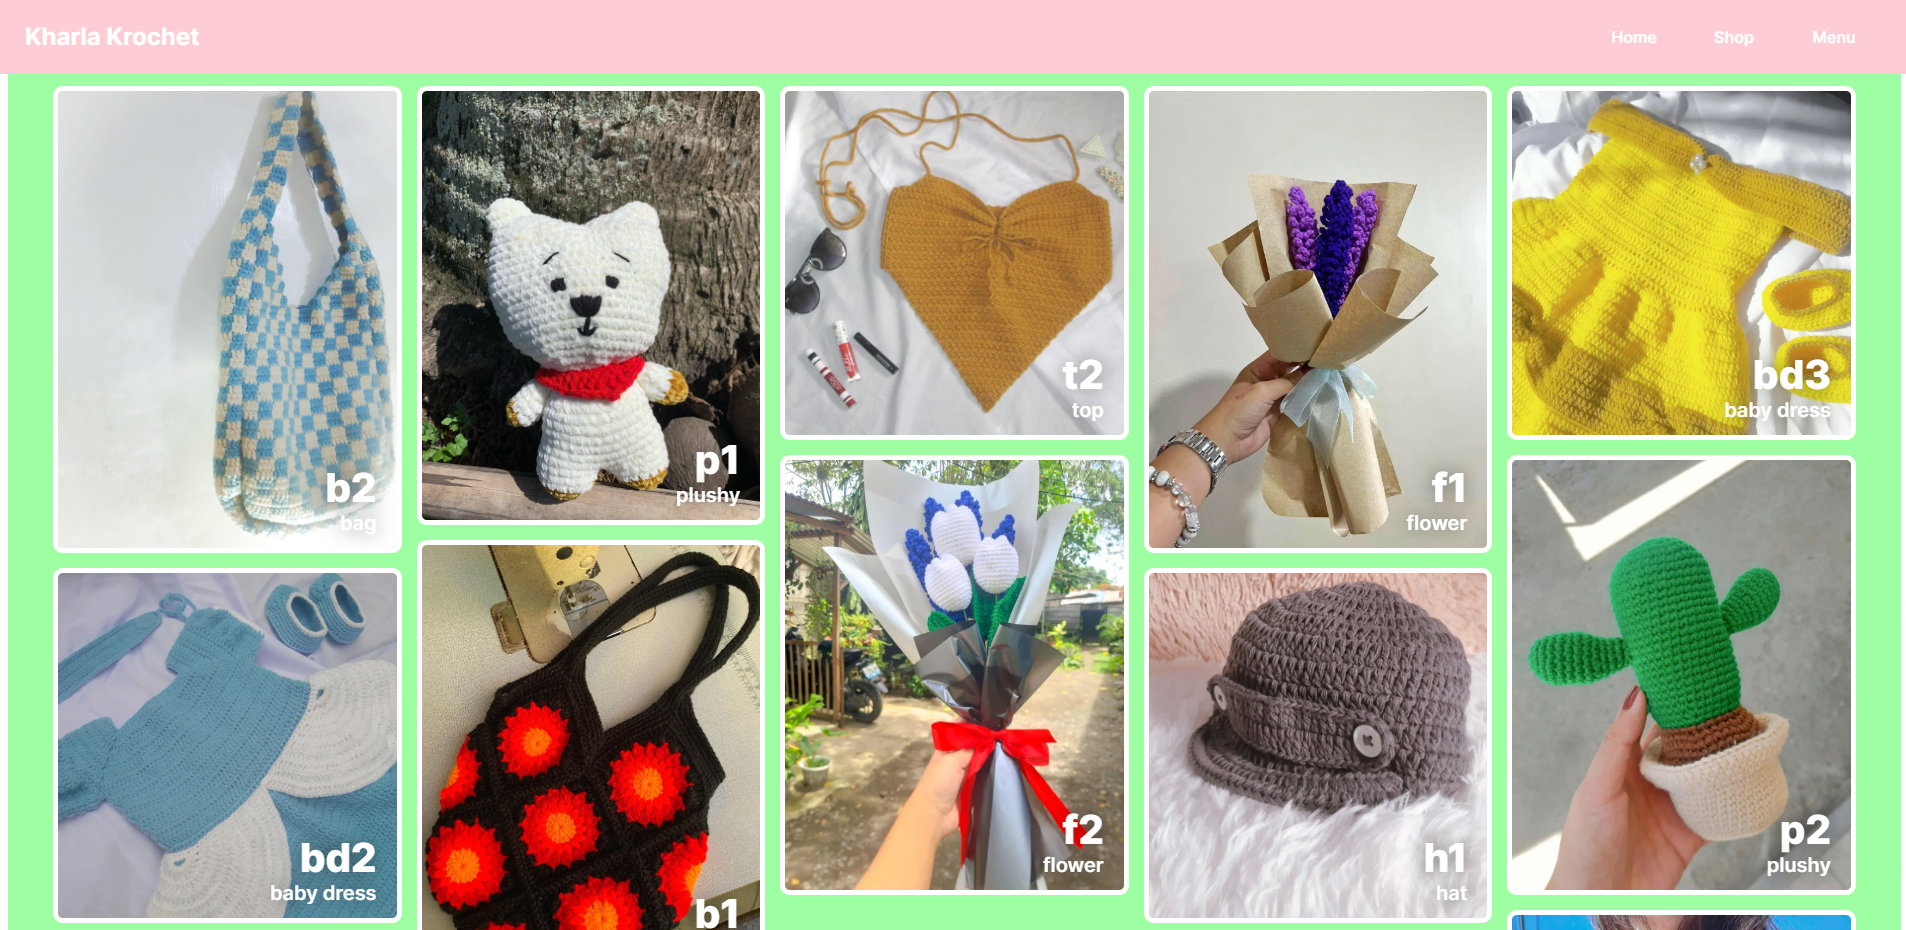 Kharla Krochet
Home
Shop
Menu
b2
bag
p1
plushy
t2
top
f1
flower
bd3
baby dress
bd2
baby dress
b1
f2
flower
h1
hat
p2
plushy